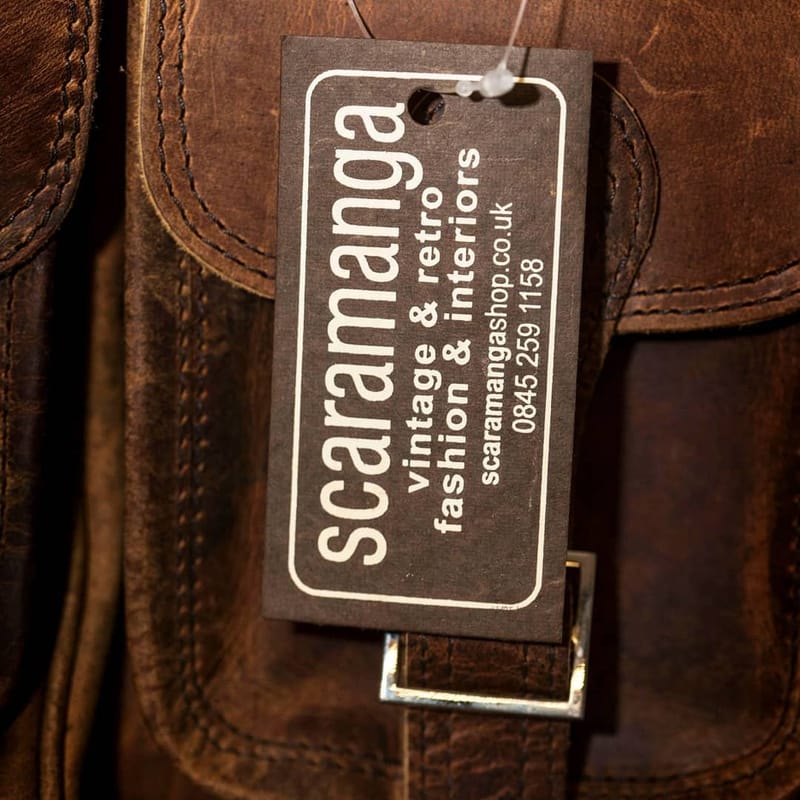 scaramanga
vintage & retro
fashion & interiors
scaramangashop.co.uk
0845 259 1158